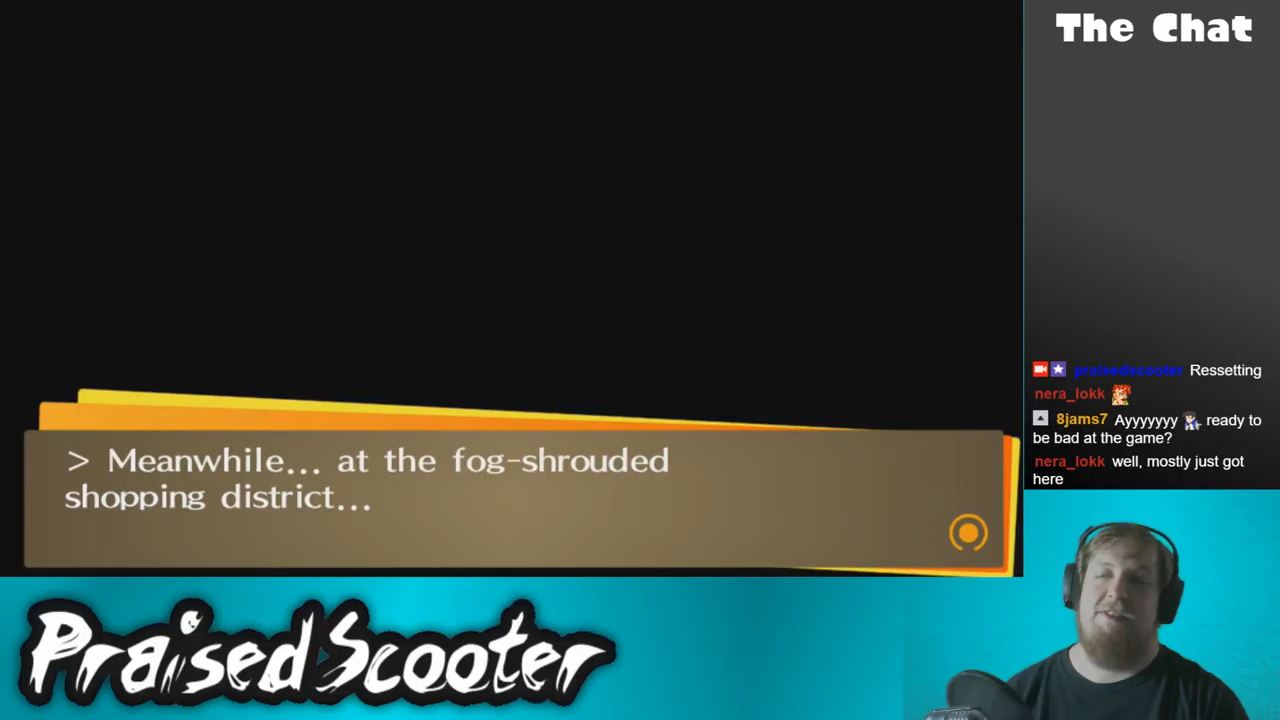 The Chat
praisedscooter Ressetting
nera_lokk
8jams7 Ayyyyyyy ready to
be bad at the game?
nera_lokk well, mostly just got
here
> Meanwhile... at the fog-shrouded
shopping district...
PraisedScooter